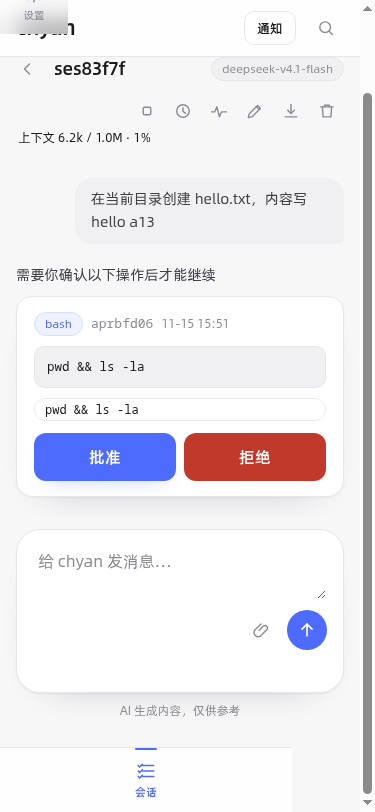 设置
chyan
通知
ses83f7f
deepseek-v4.1-flash
上下文 6.2k / 1.0M · 1%
在当前目录创建 hello.txt，内容写
hello a13
需要你确认以下操作后才能继续
bash aprbfd06 11-15 15:51
pwd && ls -la
pwd && ls -la
批准
拒绝
给 chyan 发消息…
AI 生成内容，仅供参考
会话